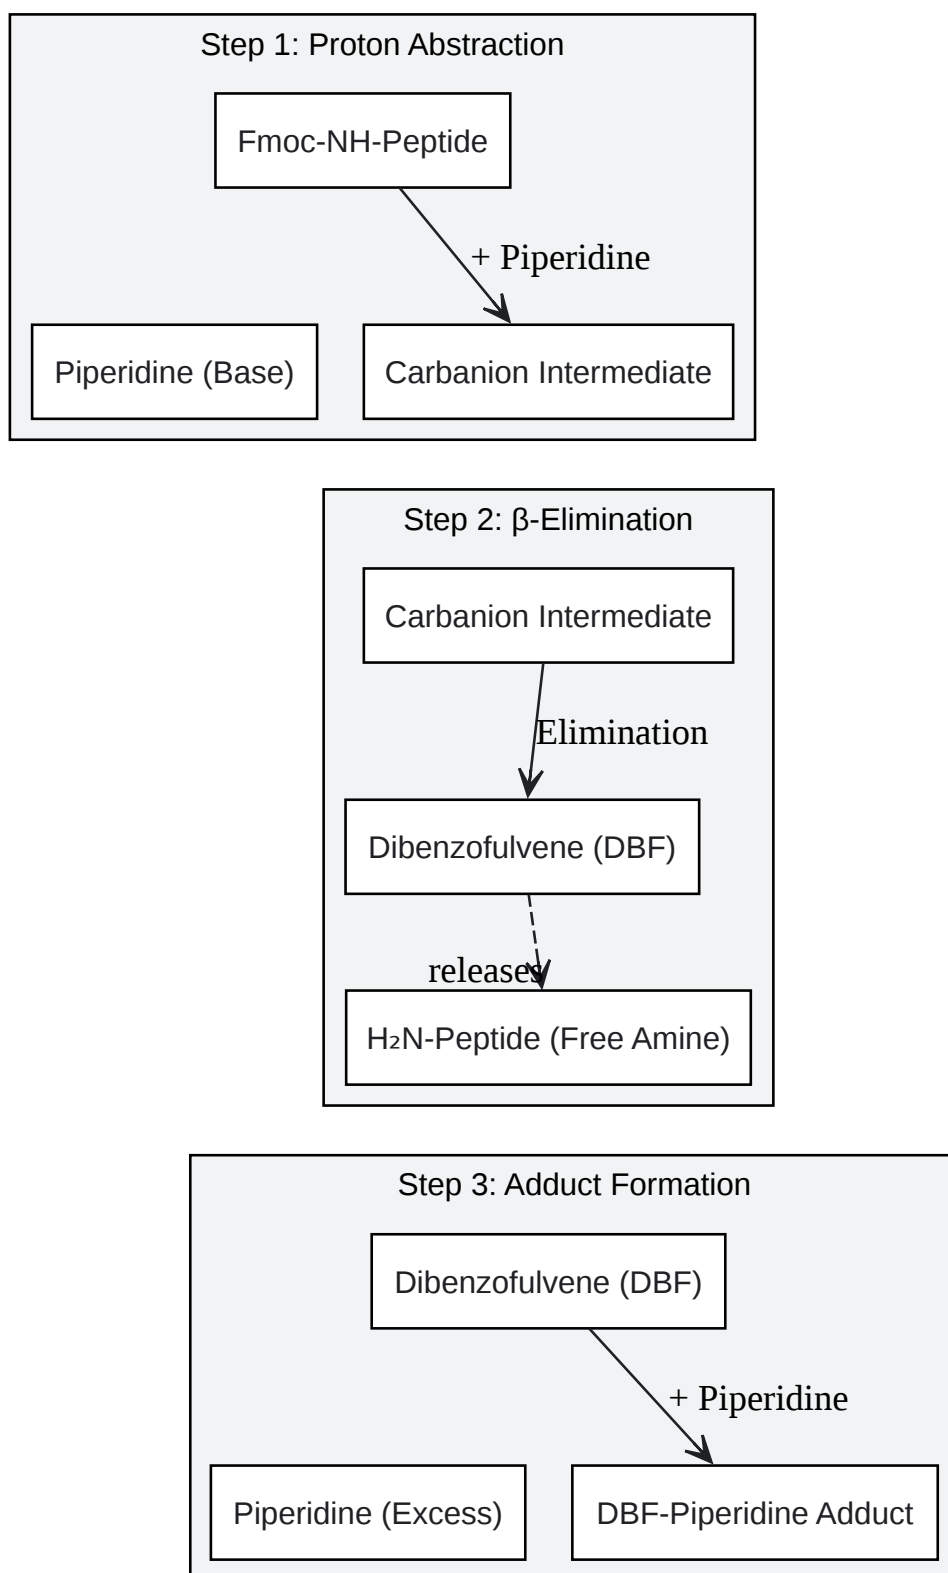 Step 1: Proton Abstraction
Fmoc-NH-Peptide
+ Piperidine
Piperidine (Base)
Carbanion Intermediate
Step 2: β-Elimination
Carbanion Intermediate
Elimination
Dibenzofulvene (DBF)
releases
H₂N-Peptide (Free Amine)
Step 3: Adduct Formation
Dibenzofulvene (DBF)
+ Piperidine
Piperidine (Excess)
DBF-Piperidine Adduct